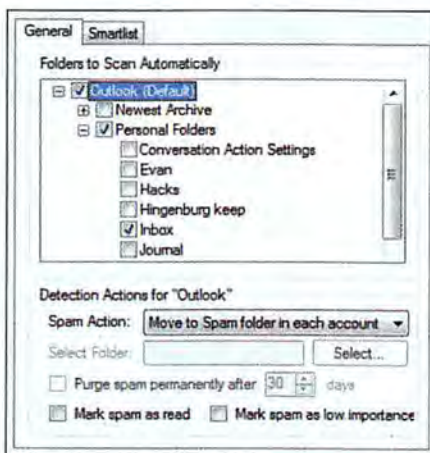 General Smartlist
Folders to Scan Automatically
Outlook (Default)
Newest Archive
Personal Folders
Conversation Action Settings
Evan
Hacks
Hingenburg keep
Inbox
Journal
Detection Actions for "Outlook"
Spam Action: Move to Spam folder in each account
Select Folder: Select...
Purge spam permanently after 30 days
Mark spam as read Mark spam as low importance